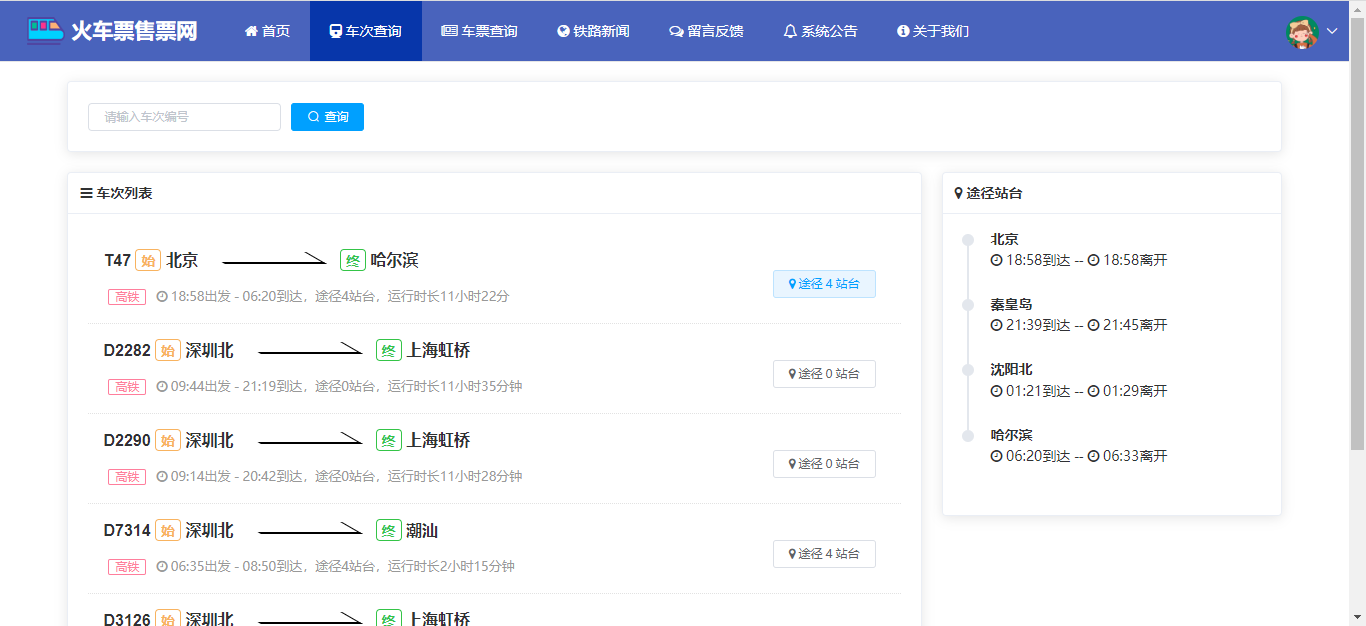 火车票售票网 首页 车次查询 车票查询 铁路新闻 留言反馈 系统公告 关于我们
请输入车次编号 查询
车次列表
T47 始 北京 终 哈尔滨
高铁 18:58出发 - 06:20到达，途径4站台，运行时长11小时22分
途径 4 站台
D2282 始 深圳北 终 上海虹桥
高铁 09:44出发 - 21:19到达，途径0站台，运行时长11小时35分钟
途径 0 站台
D2290 始 深圳北 终 上海虹桥
高铁 09:14出发 - 20:42到达，途径0站台，运行时长11小时28分钟
途径 0 站台
D7314 始 深圳北 终 潮汕
高铁 06:35出发 - 08:50到达，途径4站台，运行时长2小时15分钟
途径 4 站台
D3126 始 深圳北 终 上海虹桥
途径站台
北京
18:58到达 -- 18:58离开
秦皇岛
21:39到达 -- 21:45离开
沈阳北
01:21到达 -- 01:29离开
哈尔滨
06:20到达 -- 06:33离开